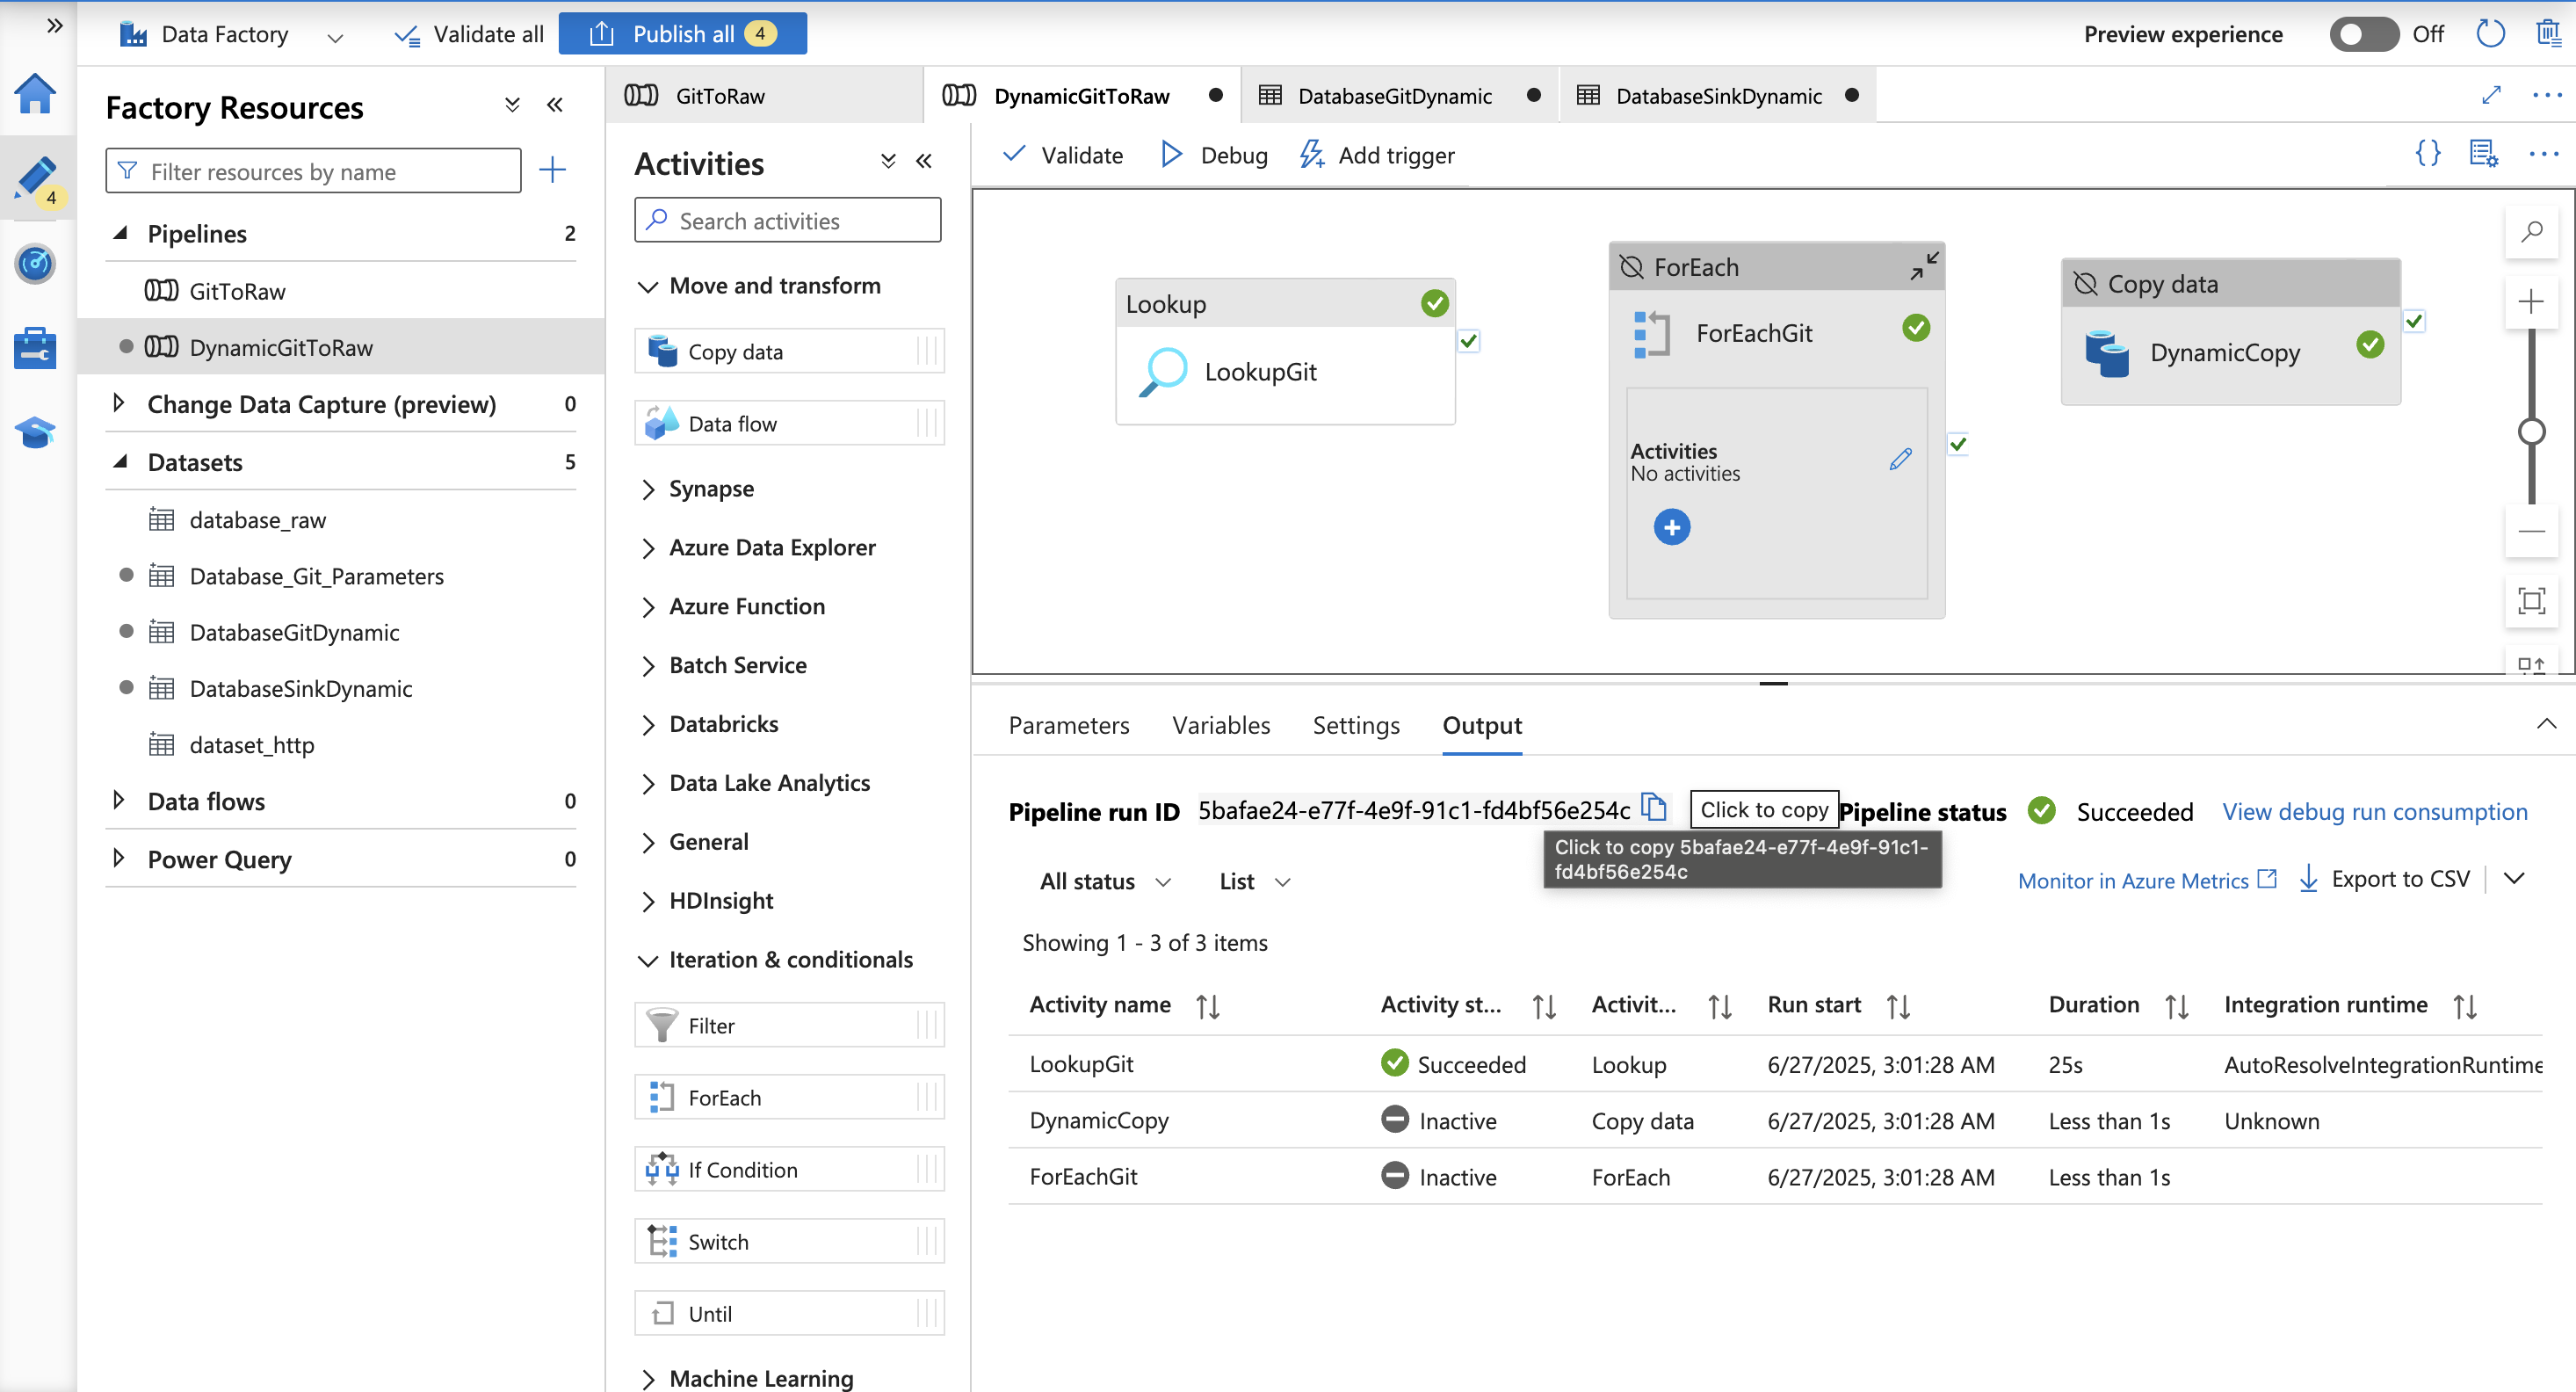 Data Factory
Validate all
Publish all 4
Preview experience
Off
4
Factory Resources
Filter resources by name
Pipelines 2
GitToRaw
DynamicGitToRaw
Change Data Capture (preview) 0
Datasets 5
database_raw
Database_Git_Parameters
DatabaseGitDynamic
DatabaseSinkDynamic
dataset_http
Data flows 0
Power Query 0
GitToRaw
DynamicGitToRaw
DatabaseGitDynamic
DatabaseSinkDynamic
Activities
Search activities
Move and transform
Copy data
Data flow
Synapse
Azure Data Explorer
Azure Function
Batch Service
Databricks
Data Lake Analytics
General
HDInsight
Iteration & conditionals
Filter
ForEach
If Condition
Switch
Until
Machine Learning
Validate
Debug
Add trigger
{}
Lookup
LookupGit
ForEach
ForEachGit
Activities
No activities
Copy data
DynamicCopy
Parameters
Variables
Settings
Output
Pipeline run ID 5bafae24-e77f-4e9f-91c1-fd4bf56e254c
Click to copy
Pipeline status Succeeded
View debug run consumption
Click to copy 5bafae24-e77f-4e9f-91c1-
fd4bf56e254c
All status
List
Monitor in Azure Metrics
Export to CSV
Showing 1 - 3 of 3 items
Activity name Activity st... Activit... Run start Duration Integration runtime
LookupGit Succeeded Lookup 6/27/2025, 3:01:28 AM 25s AutoResolveIntegrationRuntime
DynamicCopy Inactive Copy data 6/27/2025, 3:01:28 AM Less than 1s Unknown
ForEachGit Inactive ForEach 6/27/2025, 3:01:28 AM Less than 1s